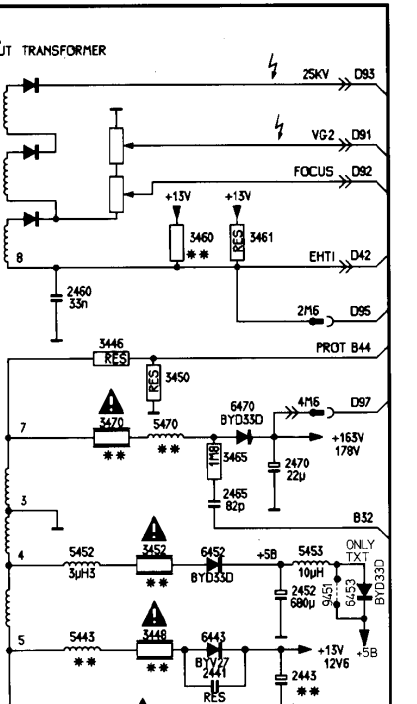 UT TRANSFORMER
25KV D93
VG2 D91
FOCUS D92
+13V +13V
3460 RES 3461
**
8 EHTI D42
2460
33n
2M6 D95
3446 PROT B44
RES
RES 3450
6470 4M6 D97
7 3470 5470 BYD33D
** ** +163V
178V
1M8 3465 2470
22μ
2465
82p
3 B32
4 5452 3452 6452 +5B 5453 ONLY
TXT
3μH3 ** BYD33D 10μH
2452
680μ
9451 6453 BYD33D
+5B
5 5443 3448 6443 +13V
** ** BYV27 12V6
2441 2443
RES **